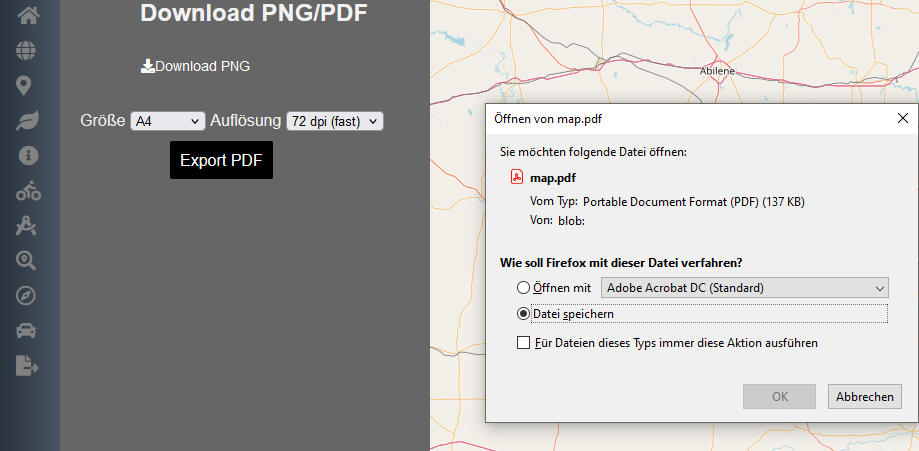 Download PNG/PDF
Download PNG
Größe A4 Auflösung 72 dpi (fast)
Export PDF
Abilene
Öffnen von map.pdf
Sie möchten folgende Datei öffnen:
map.pdf
Vom Typ: Portable Document Format (PDF) (137 KB)
Von: blob:
Wie soll Firefox mit dieser Datei verfahren?
Öffnen mit Adobe Acrobat DC (Standard)
Datei speichern
Für Dateien dieses Typs immer diese Aktion ausführen
OK Abbrechen